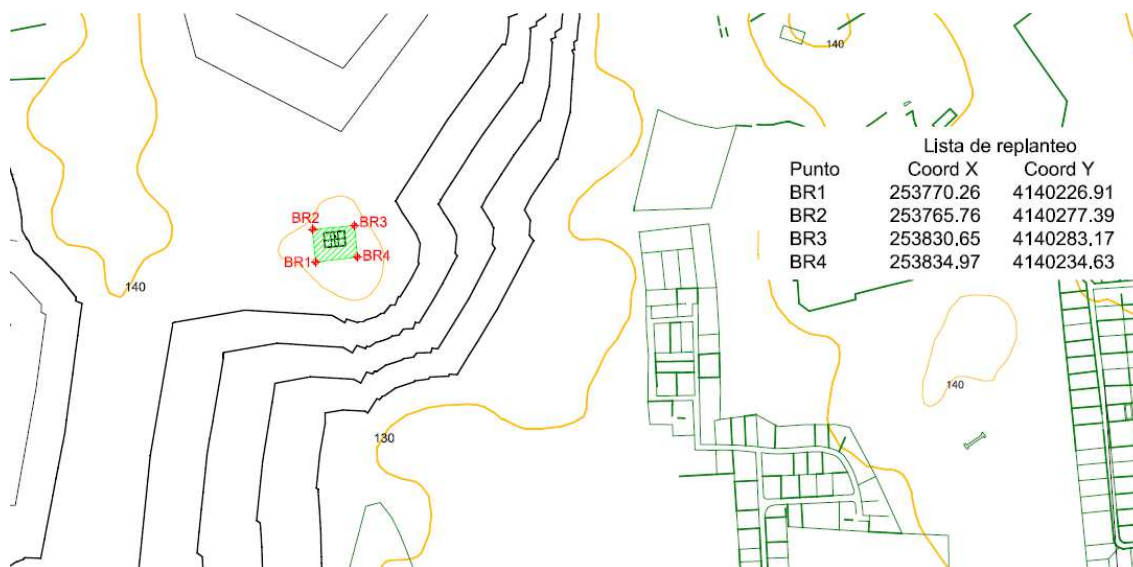 140
Lista de replanteo
Punto Coord X Coord Y
BR1 253770.26 4140226.91
BR2 253765.76 4140277.39
BR3 253830.65 4140283.17
BR4 253834.97 4140234.63
BR2 BR3
BR1 BR4
140
140
130